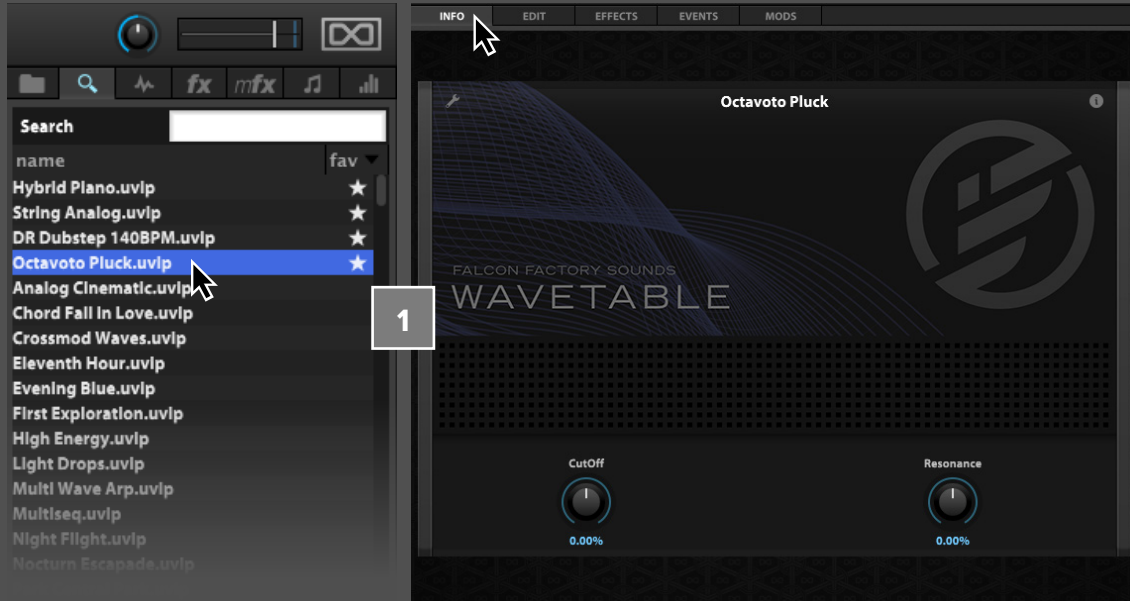 INFO
EDIT
EFFECTS
EVENTS
MODS
fx
mfx
Search
name
fav
Hybrid Piano.uvip
String Analog.uvip
DR Dubstep 140BPM.uvip
Octavoto Pluck.uvip
Analog Cinematic.uvip
Chord Fall In Love.uvip
Crossmod Waves.uvip
Eleventh Hour.uvip
Evening Blue.uvip
First Exploration.uvip
High Energy.uvip
Light Drops.uvip
Multi Wave Arp.uvip
Multiseq.uvip
Night Flight.uvip
Nocturn Escapade.uvip
1
Octavoto Pluck
FALCON FACTORY SOUNDS
WAVETABLE
CutOff
0.00%
Resonance
0.00%